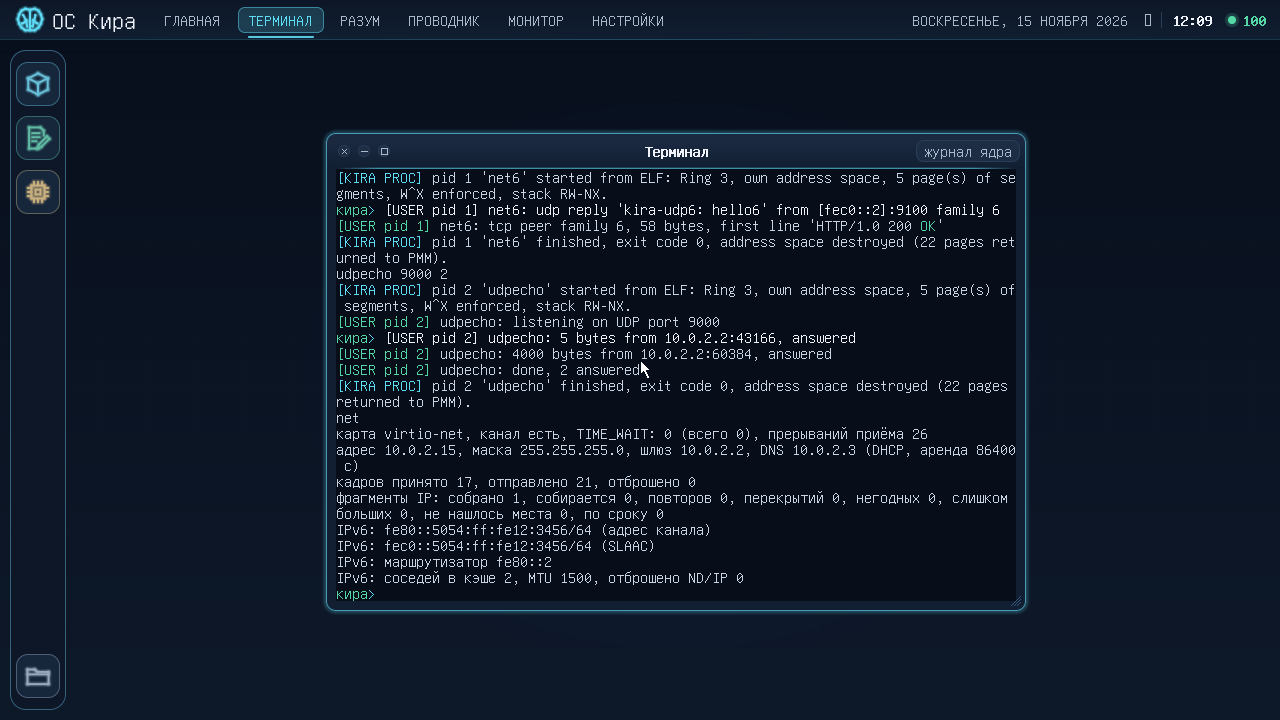 ОС Кира
ГЛАВНАЯ ТЕРМИНАЛ РАЗУМ ПРОВОДНИК МОНИТОР НАСТРОЙКИ ВОСКРЕСЕНЬЕ, 15 НОЯБРЯ 2026 12:09 100
Терминал
журнал ядра
[KIRA PROC] pid 1 'net6' started from ELF: Ring 3, own address space, 5 page(s) of se
gments, W^X enforced, stack RW-NX.
кира> [USER pid 1] net6: udp reply 'kira-udp6: hello6' from [fec0::2]:9100 family 6
[USER pid 1] net6: tcp peer family 6, 58 bytes, first line 'HTTP/1.0 200 OK'
[KIRA PROC] pid 1 'net6' finished, exit code 0, address space destroyed (22 pages ret
urned to PMM).
udpecho 9000 2
[KIRA PROC] pid 2 'udpecho' started from ELF: Ring 3, own address space, 5 page(s) of
segments, W^X enforced, stack RW-NX.
[USER pid 2] udpecho: listening on UDP port 9000
кира> [USER pid 2] udpecho: 5 bytes from 10.0.2.2:43166, answered
[USER pid 2] udpecho: 4000 bytes from 10.0.2.2:60384, answered
[USER pid 2] udpecho: done, 2 answered
[KIRA PROC] pid 2 'udpecho' finished, exit code 0, address space destroyed (22 pages
returned to PMM).
net
карта virtio-net, канал есть, TIME_WAIT: 0 (всего 0), прерываний приёма 26
адрес 10.0.2.15, маска 255.255.255.0, шлюз 10.0.2.2, DNS 10.0.2.3 (DHCP, аренда 86400
с)
кадров принято 17, отправлено 21, отброшено 0
фрагменты IP: собрано 1, собирается 0, повторов 0, перекрытий 0, негодных 0, слишком
больших 0, не нашлось места 0, по сроку 0
IPv6: fe80::5054:ff:fe12:3456/64 (адрес канала)
IPv6: fec0::5054:ff:fe12:3456/64 (SLAAC)
IPv6: маршрутизатор fe80::2
IPv6: соседей в кэше 2, MTU 1500, отброшено ND/IP 0
кира>